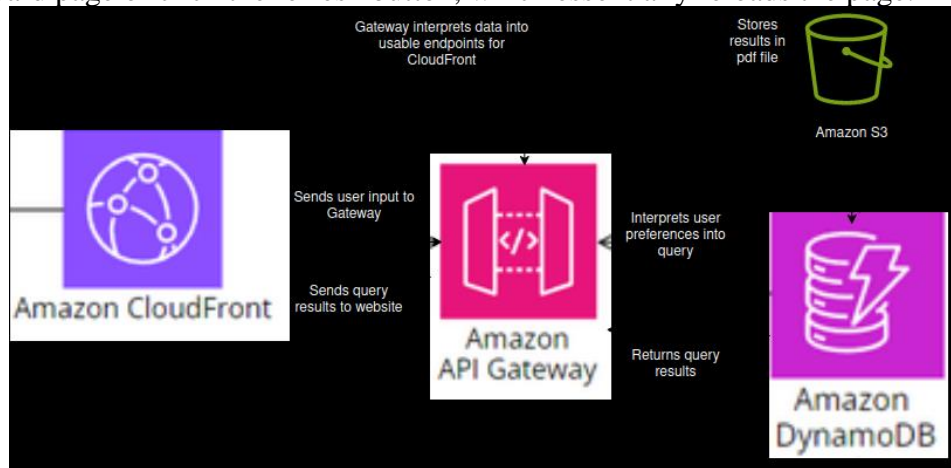 Gateway interprets data into
usable endpoints for
CloudFront
Stores
results in
pdf file
Amazon S3
Sends user input to
Gateway
Interprets user
preferences into
query
Amazon CloudFront
Sends query
results to website
Amazon
API Gateway
Returns query
results
Amazon
DynamoDB